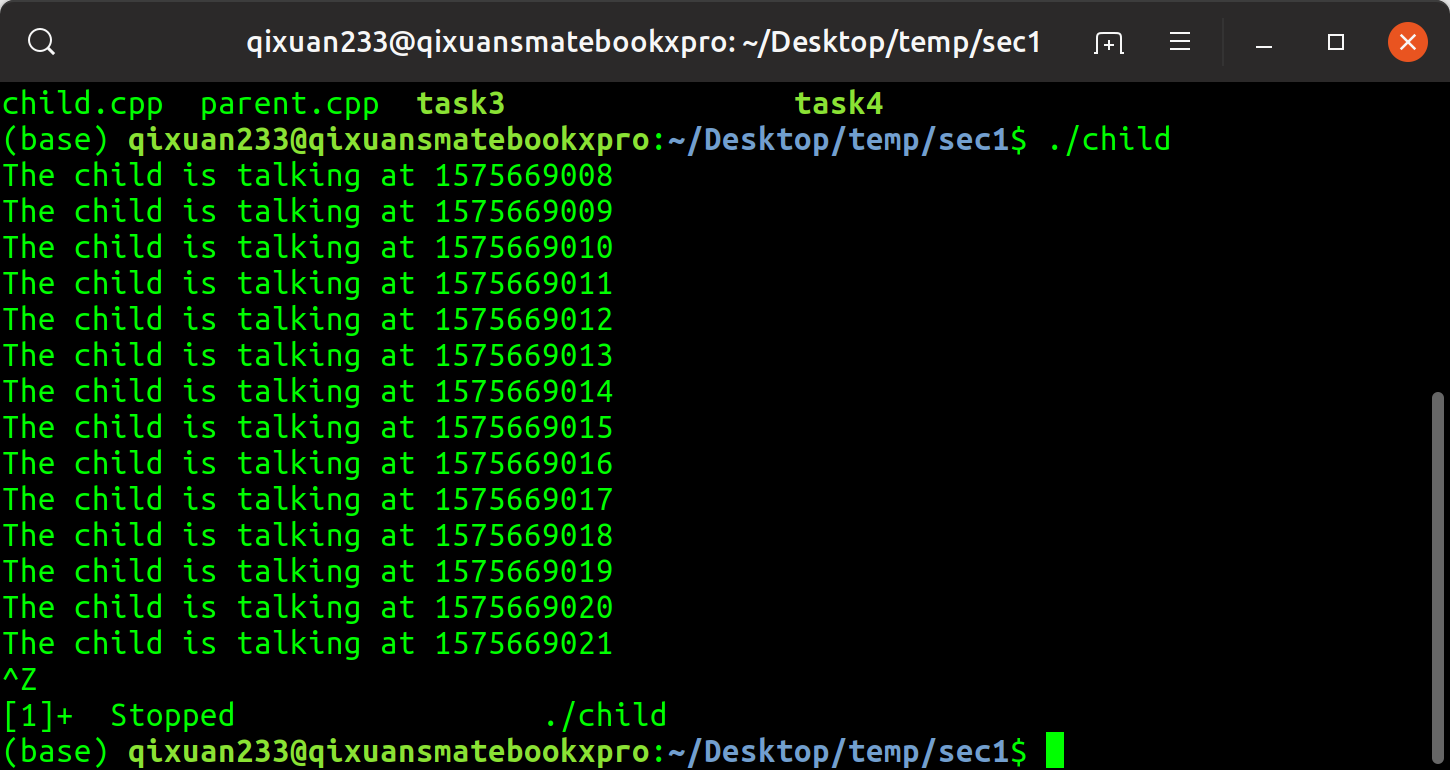 qixuan233@qixuansmatebookxpro: ~/Desktop/temp/sec1
child.cpp  parent.cpp  task3                task4
(base) qixuan233@qixuansmatebookxpro:~/Desktop/temp/sec1$ ./child
The child is talking at 1575669008
The child is talking at 1575669009
The child is talking at 1575669010
The child is talking at 1575669011
The child is talking at 1575669012
The child is talking at 1575669013
The child is talking at 1575669014
The child is talking at 1575669015
The child is talking at 1575669016
The child is talking at 1575669017
The child is talking at 1575669018
The child is talking at 1575669019
The child is talking at 1575669020
The child is talking at 1575669021
^Z
[1]+  Stopped                 ./child
(base) qixuan233@qixuansmatebookxpro:~/Desktop/temp/sec1$